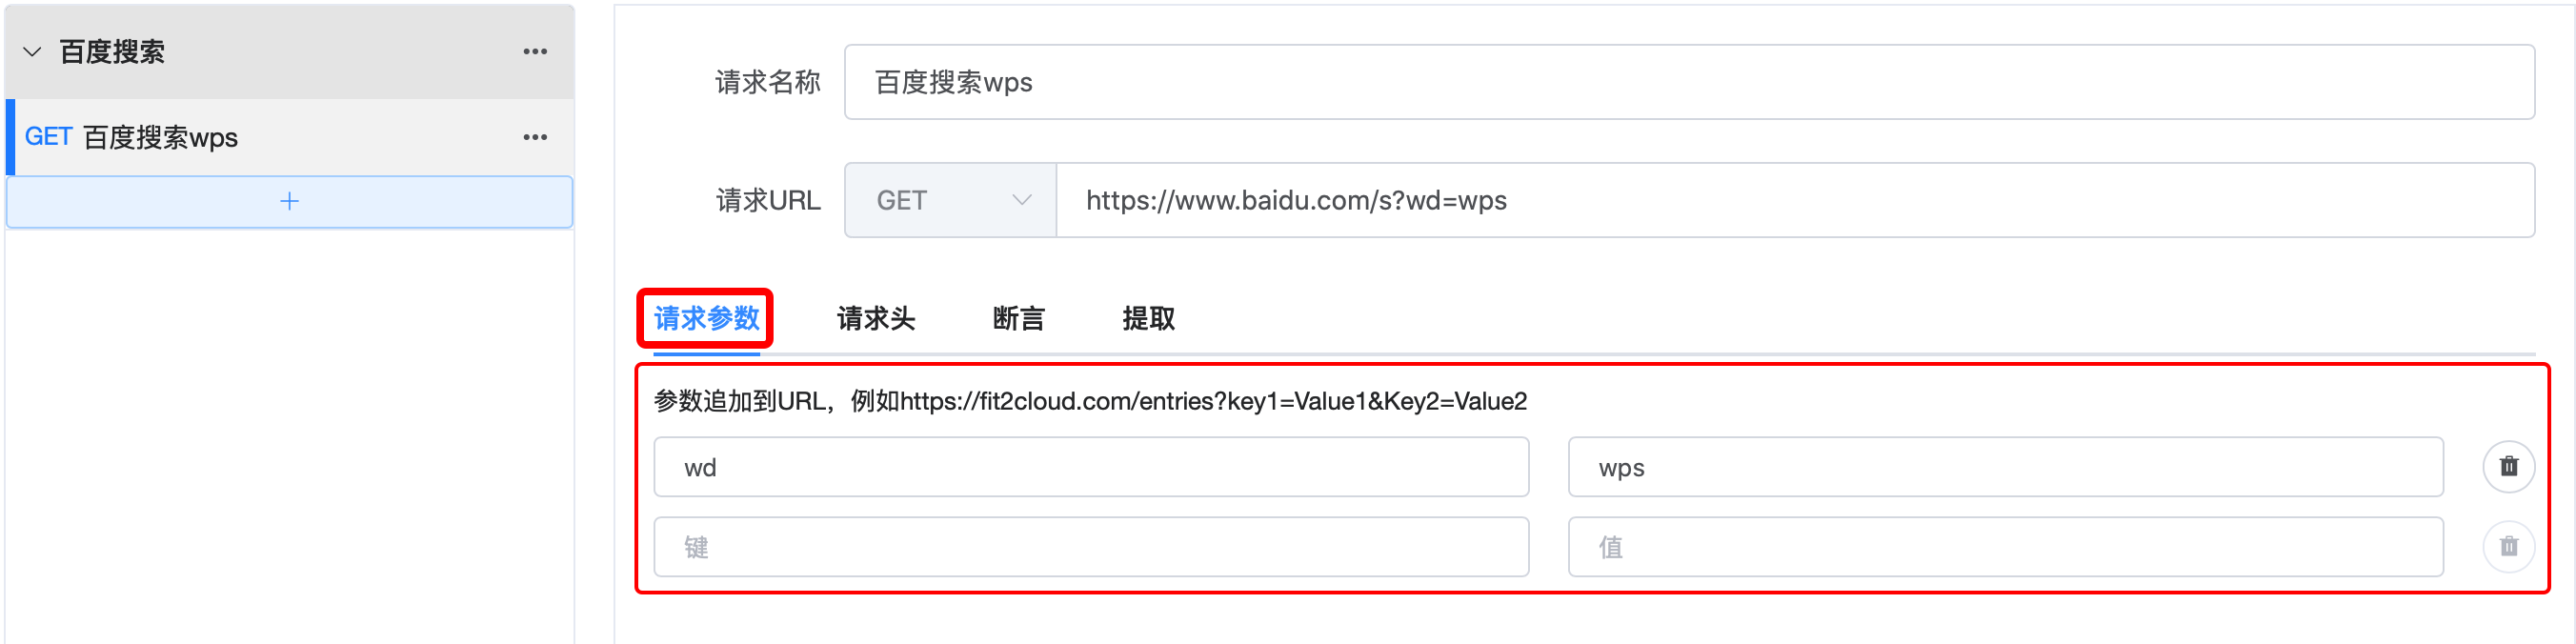 百度搜索
GET 百度搜索wps
请求名称 百度搜索wps
请求URL GET https://www.baidu.com/s?wd=wps
请求参数 请求头 断言 提取
参数追加到URL，例如https://fit2cloud.com/entries?key1=Value1&Key2=Value2
wd wps
键 值